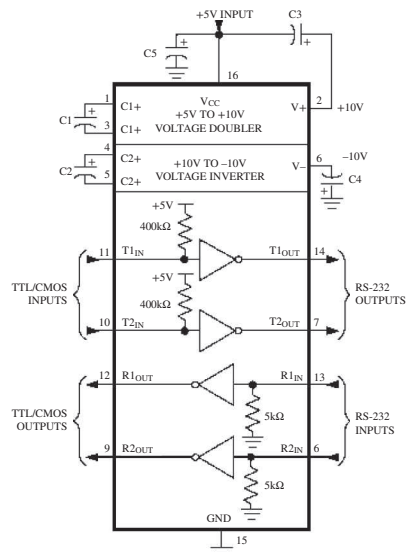 +5V INPUT
C3
+
C5
+
16
1
C1+
VCC
+5V TO +10V
VOLTAGE DOUBLER
V+
2
+10V
C1
+
3
C1+
4
C2+
+10V TO –10V
VOLTAGE INVERTER
V–
6
–10V
C2
+
5
C2+
C4
+
+5V
400kΩ
11
T1IN
T1OUT
14
+5V
400kΩ
TTL/CMOS
INPUTS
RS-232
OUTPUTS
10
T2IN
T2OUT
7
12
R1OUT
R1IN
13
5kΩ
TTL/CMOS
OUTPUTS
RS-232
INPUTS
9
R2OUT
R2IN
6
5kΩ
GND
15